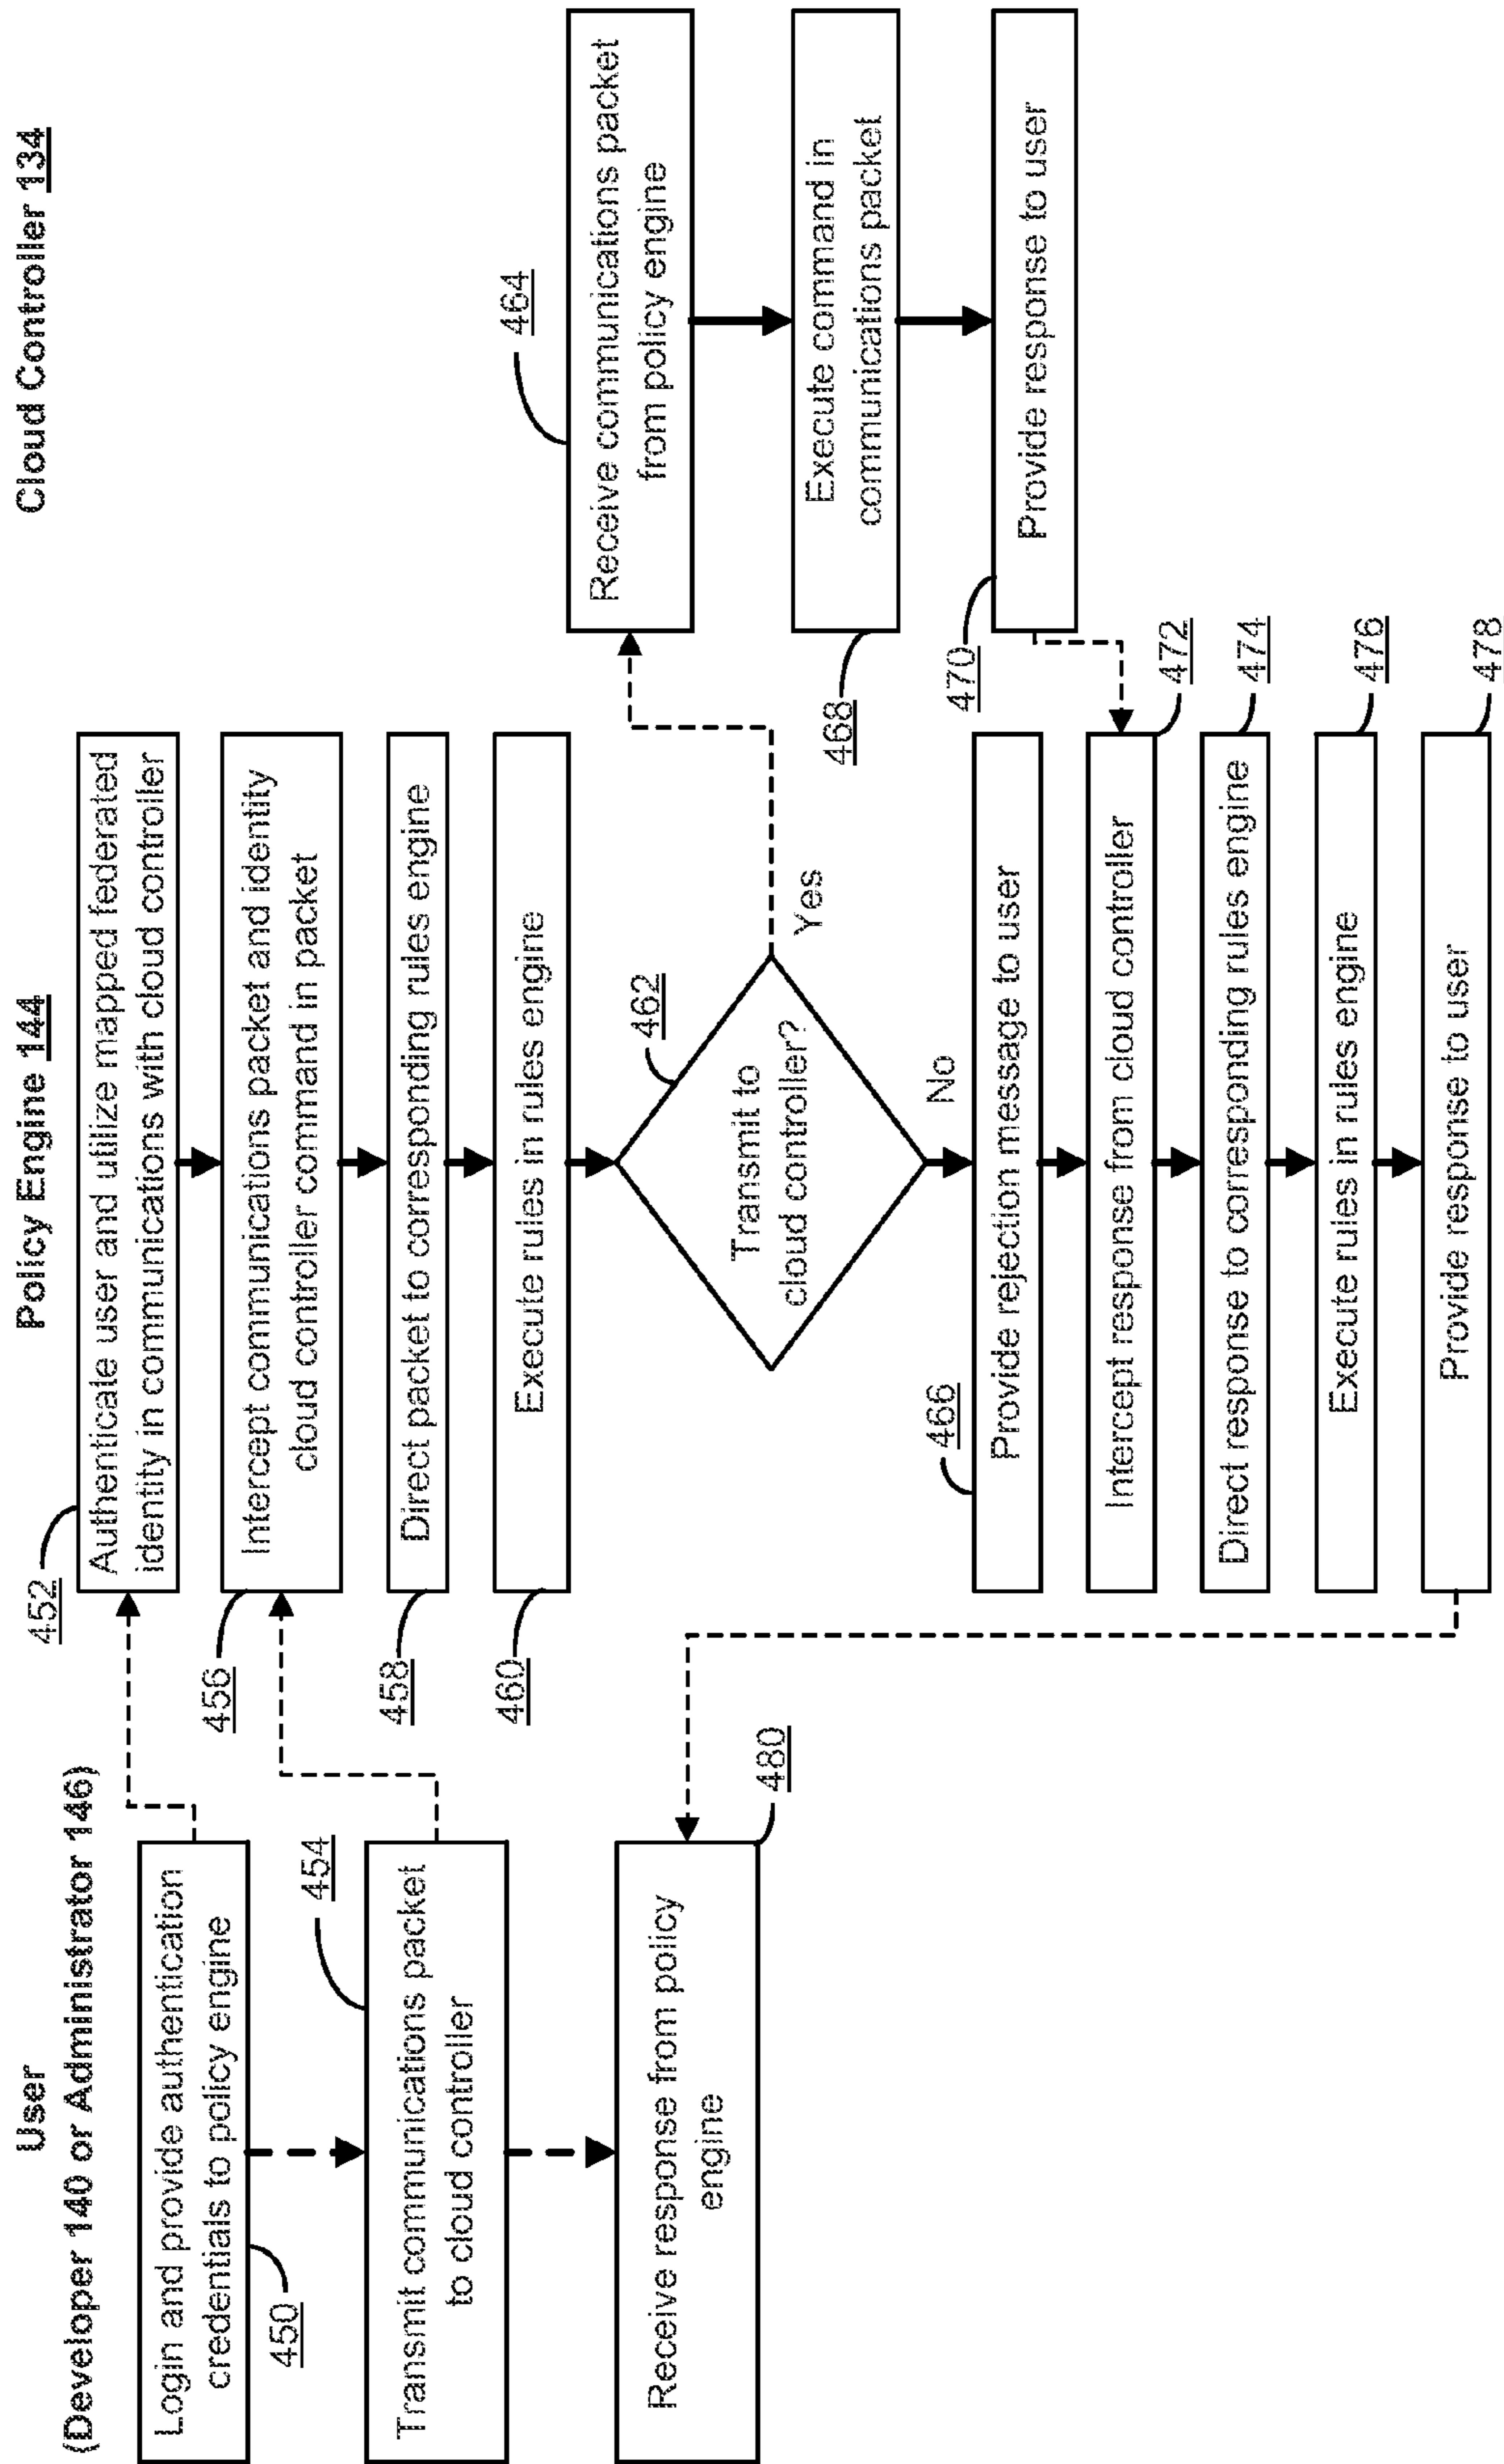 User
(Developer 140 or Administrator 146)
Login and provide authentication
credentials to policy engine
450
Transmit communications packet
to cloud controller
454
Receive response from policy
engine
480
Policy Engine 144
452
Authenticate user and utilize mapped federated
identity in communications with cloud controller
456
Intercept communications packet and identity
cloud controller command in packet
458
Direct packet to corresponding rules engine
460
Execute rules in rules engine
462
Transmit to
cloud controller?
Yes
No
466
Provide rejection message to user
Intercept response from cloud controller
472
Direct response to corresponding rules engine
474
Execute rules in rules engine
476
Provide response to user
478
Cloud Controller 134
464
Receive communications packet
from policy engine
468
Execute command in
communications packet
470
Provide response to user